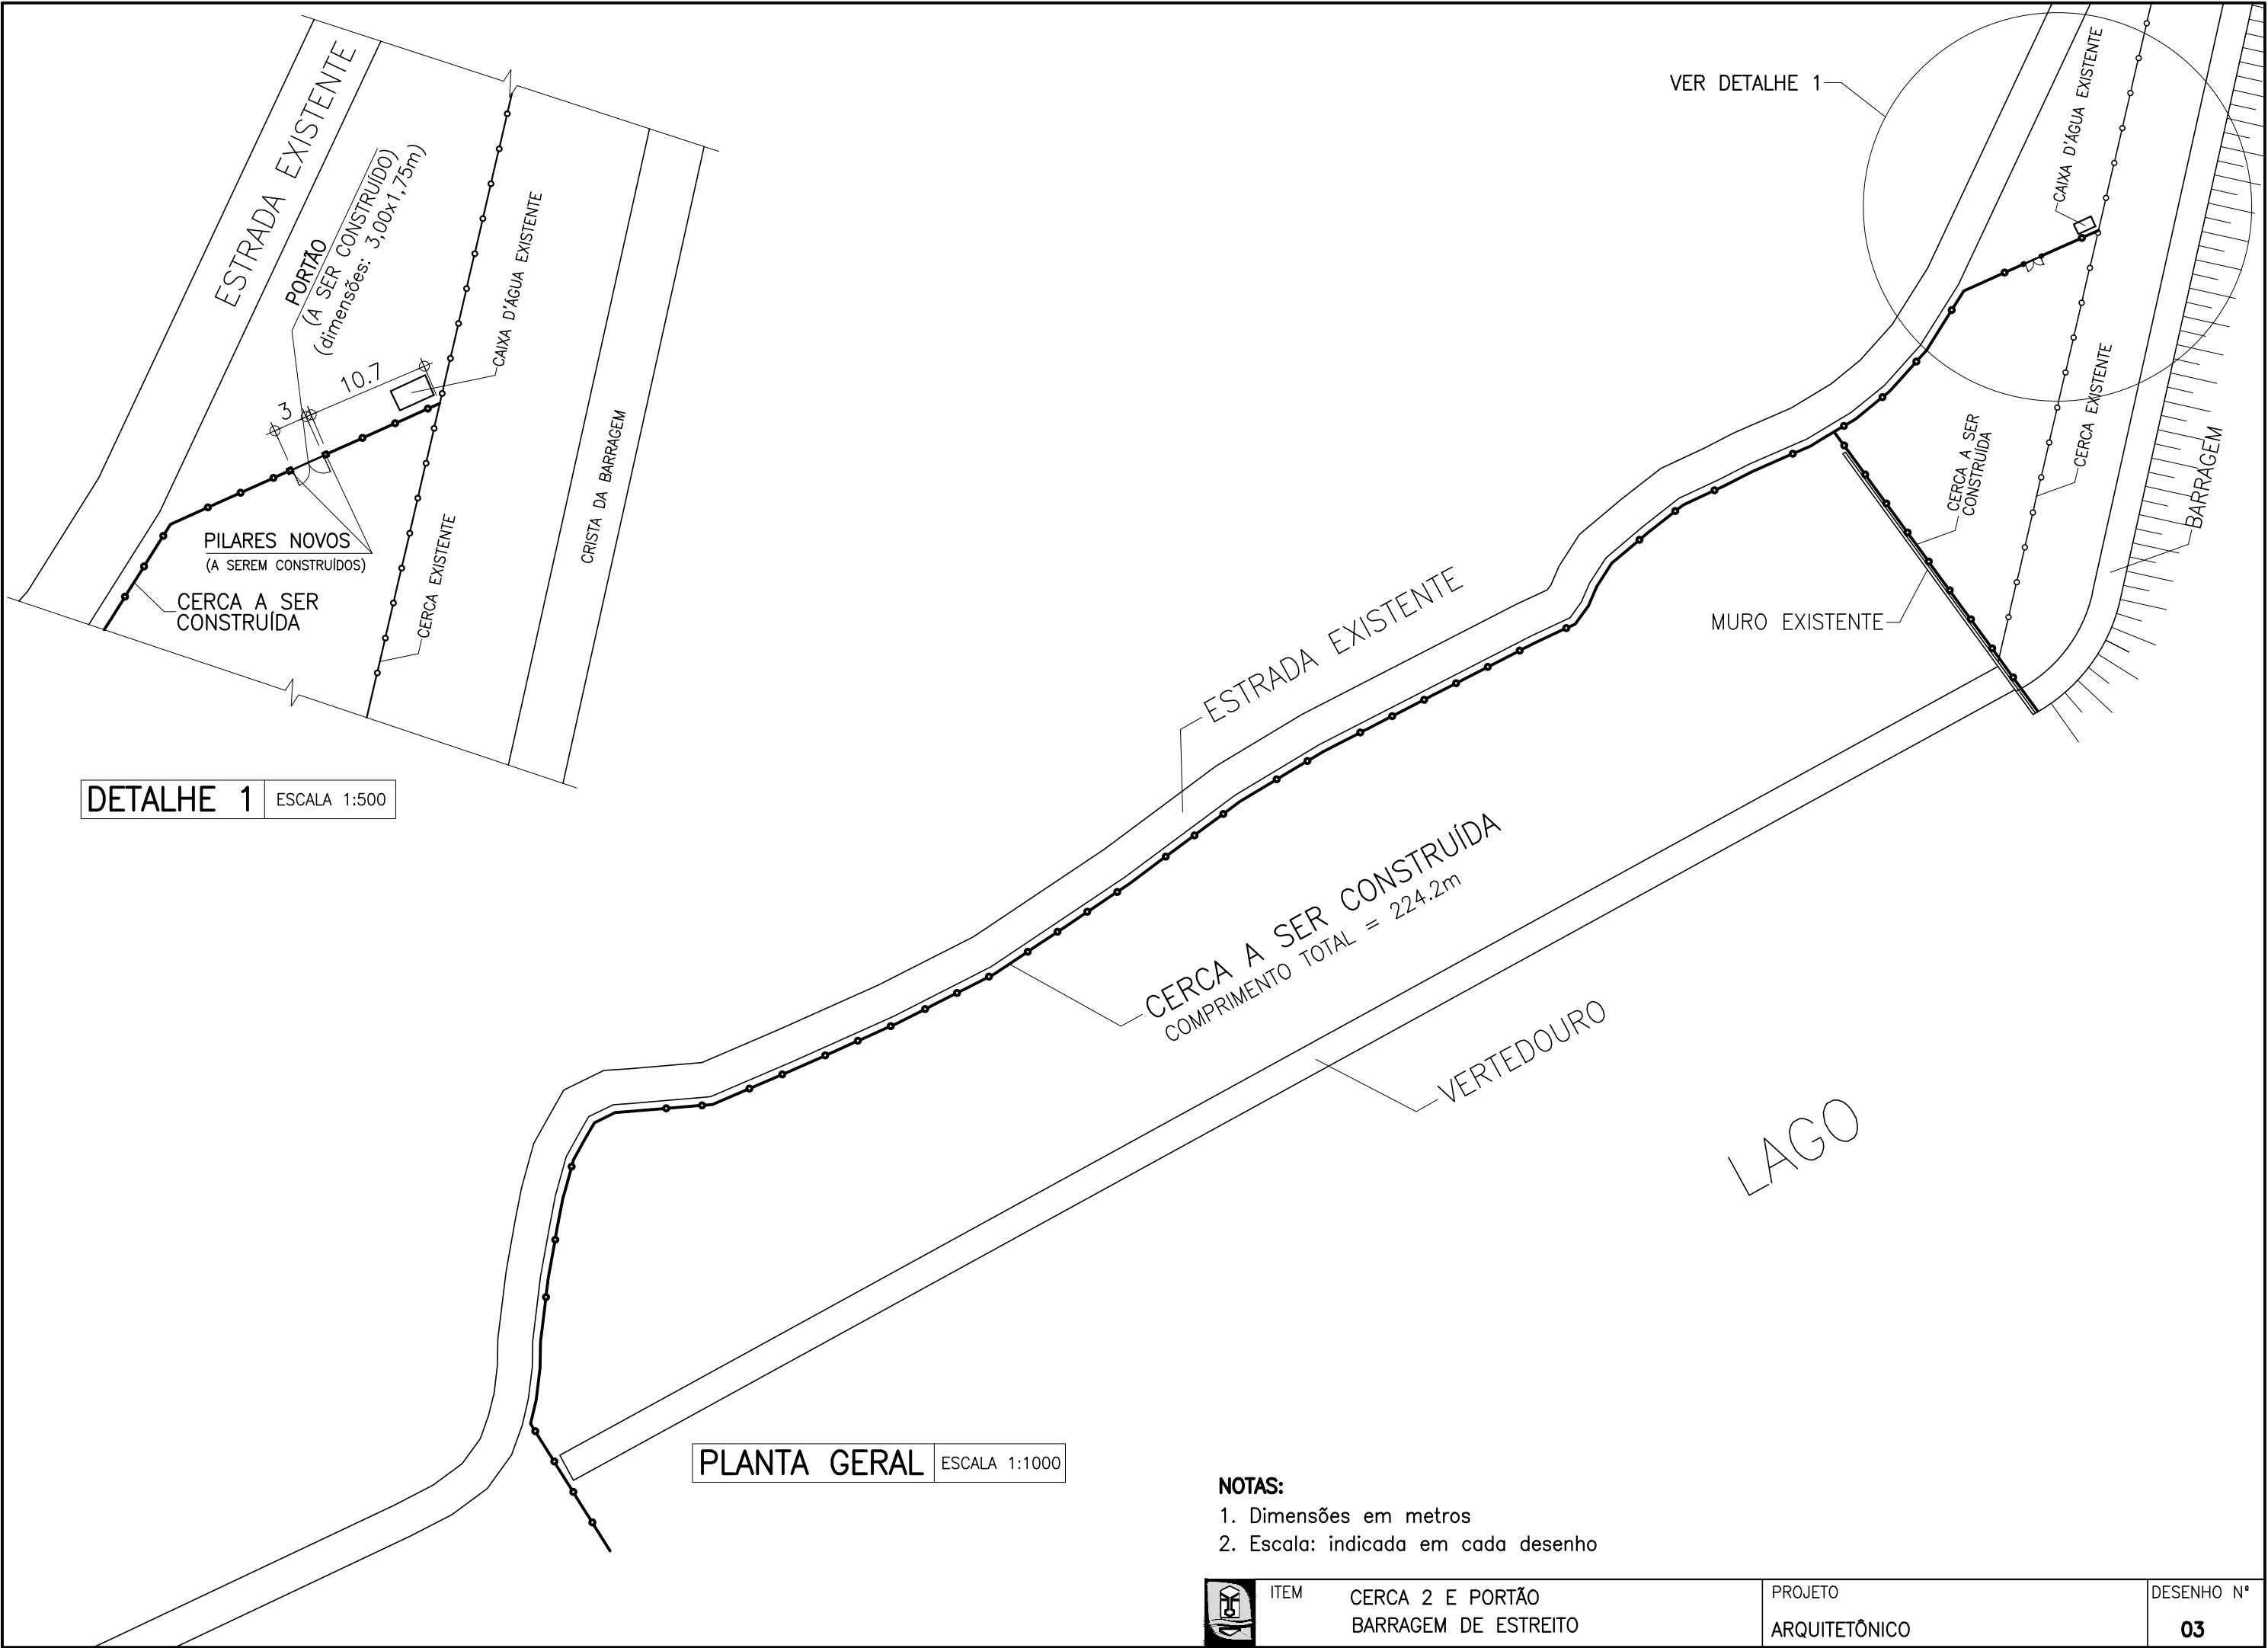 ESTRADA EXISTENTE
PORTÃO
(A SER CONSTRUÍDO)
(dimensões: 3,00x1,75m)
CAIXA D'ÁGUA EXISTENTE
10.7
3
CRISTA DA BARRAGEM
PILARES NOVOS
(A SEREM CONSTRUÍDOS)
CERCA A SER
CONSTRUÍDA
CERCA EXISTENTE
DETALHE 1
ESCALA 1:500
VER DETALHE 1
CAIXA D'ÁGUA EXISTENTE
CERCA A SER
CONSTRUÍDA
CERCA EXISTENTE
BARRAGEM
MURO EXISTENTE
ESTRADA EXISTENTE
CERCA A SER CONSTRUÍDA
COMPRIMENTO TOTAL = 224.2m
VERTEDOURO
LAGO
PLANTA GERAL
ESCALA 1:1000
NOTAS:
1. Dimensões em metros
2. Escala: indicada em cada desenho
ITEM
CERCA 2 E PORTÃO
BARRAGEM DE ESTREITO
PROJETO
ARQUITETÔNICO
DESENHO N°
03